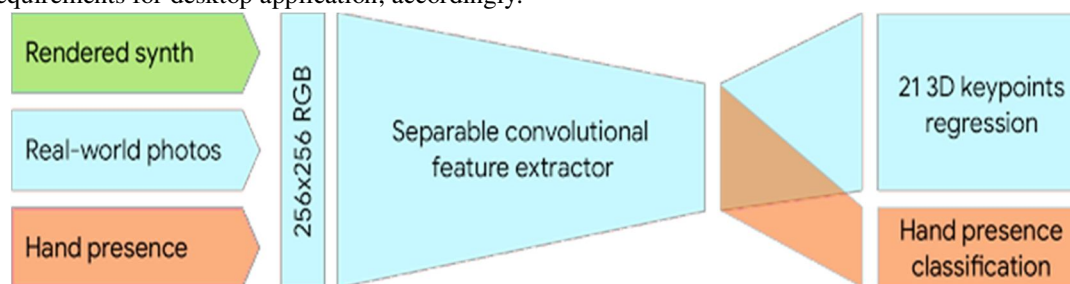 equirements for desktop application, accordingly.
Rendered synth
Real-world photos
Hand presence
256x256 RGB
Separable convolutional
feature extractor
21 3D keypoints
regression
Hand presence
classification